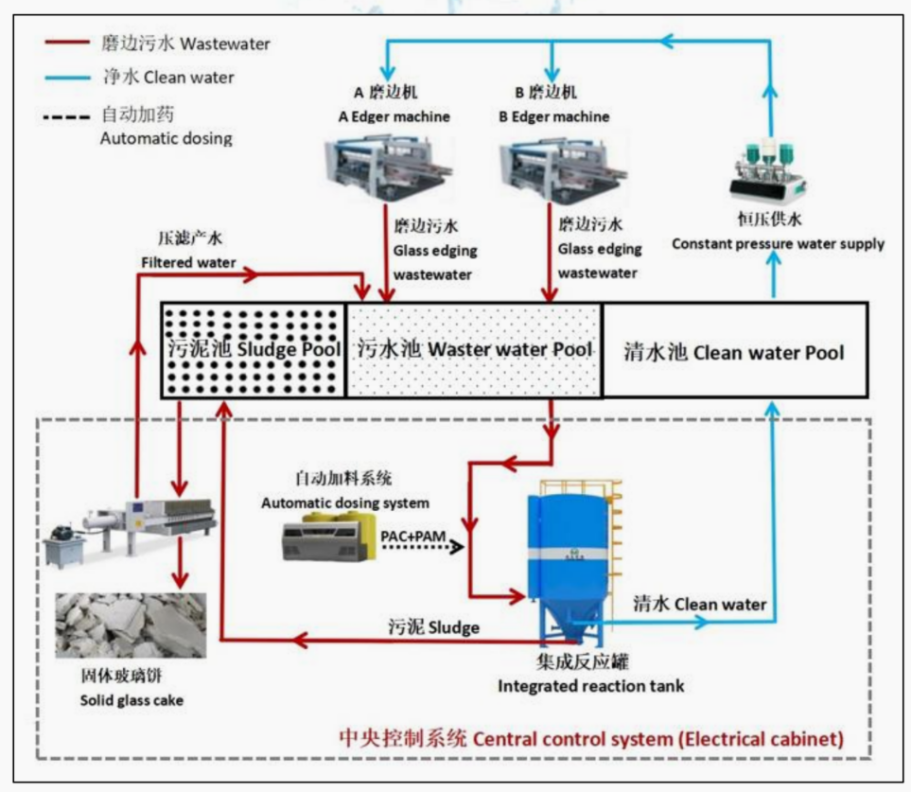 磨边污水 Wastewater
净水 Clean water
自动加药
Automatic dosing
A 磨边机
A Edger machine
B 磨边机
B Edger machine
恒压供水
Constant pressure water supply
压滤产水
Filtered water
磨边污水
Glass edging
wastewater
磨边污水
Glass edging
wastewater
污泥池 Sludge Pool
污水池 Waster water Pool
清水池 Clean water Pool
自动加料系统
Automatic dosing system
PAC+PAM
清水 Clean water
污泥 Sludge
集成反应罐
Integrated reaction tank
固体玻璃饼
Solid glass cake
中央控制系统 Central control system (Electrical cabinet)